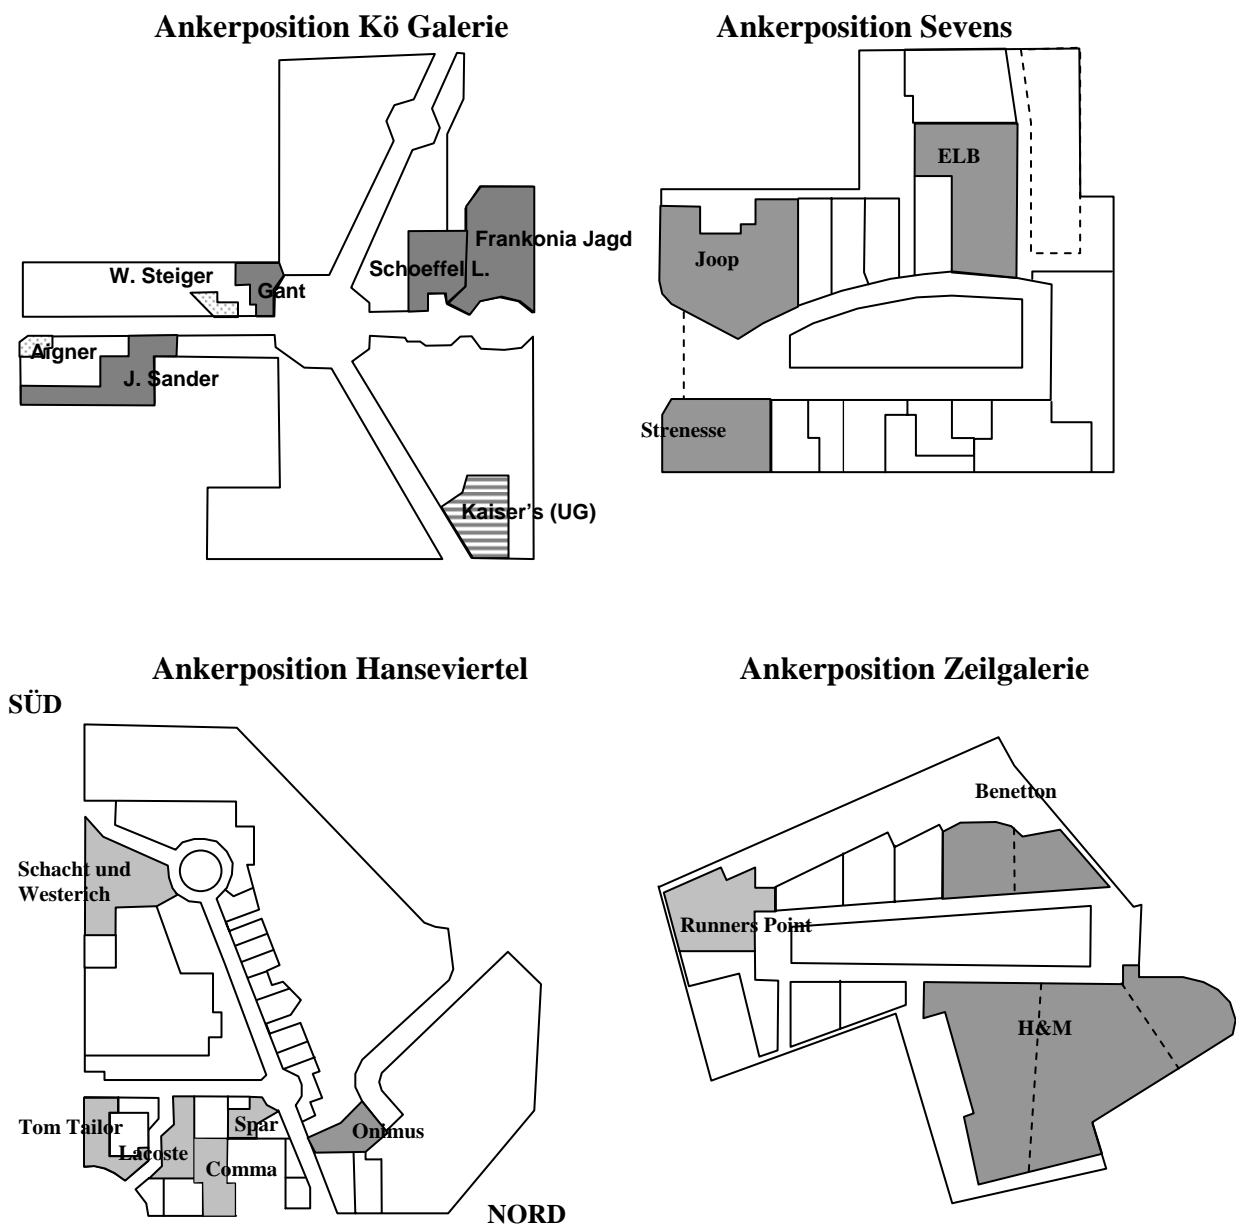 Ankerposition Kö Galerie
Ankerposition Sevens
ELB
Frankonia Jagd
Joop
W. Steiger
Schoeffel L.
Gant
Aigner
J. Sander
Strenesse
Kaiser's (UG)
Ankerposition Hanseviertel
Ankerposition Zeilgalerie
SÜD
Benetton
Schacht und
Westerich
Runners Point
H&M
Tom Tailor
Spar
Onimus
Lacoste
Comma
NORD